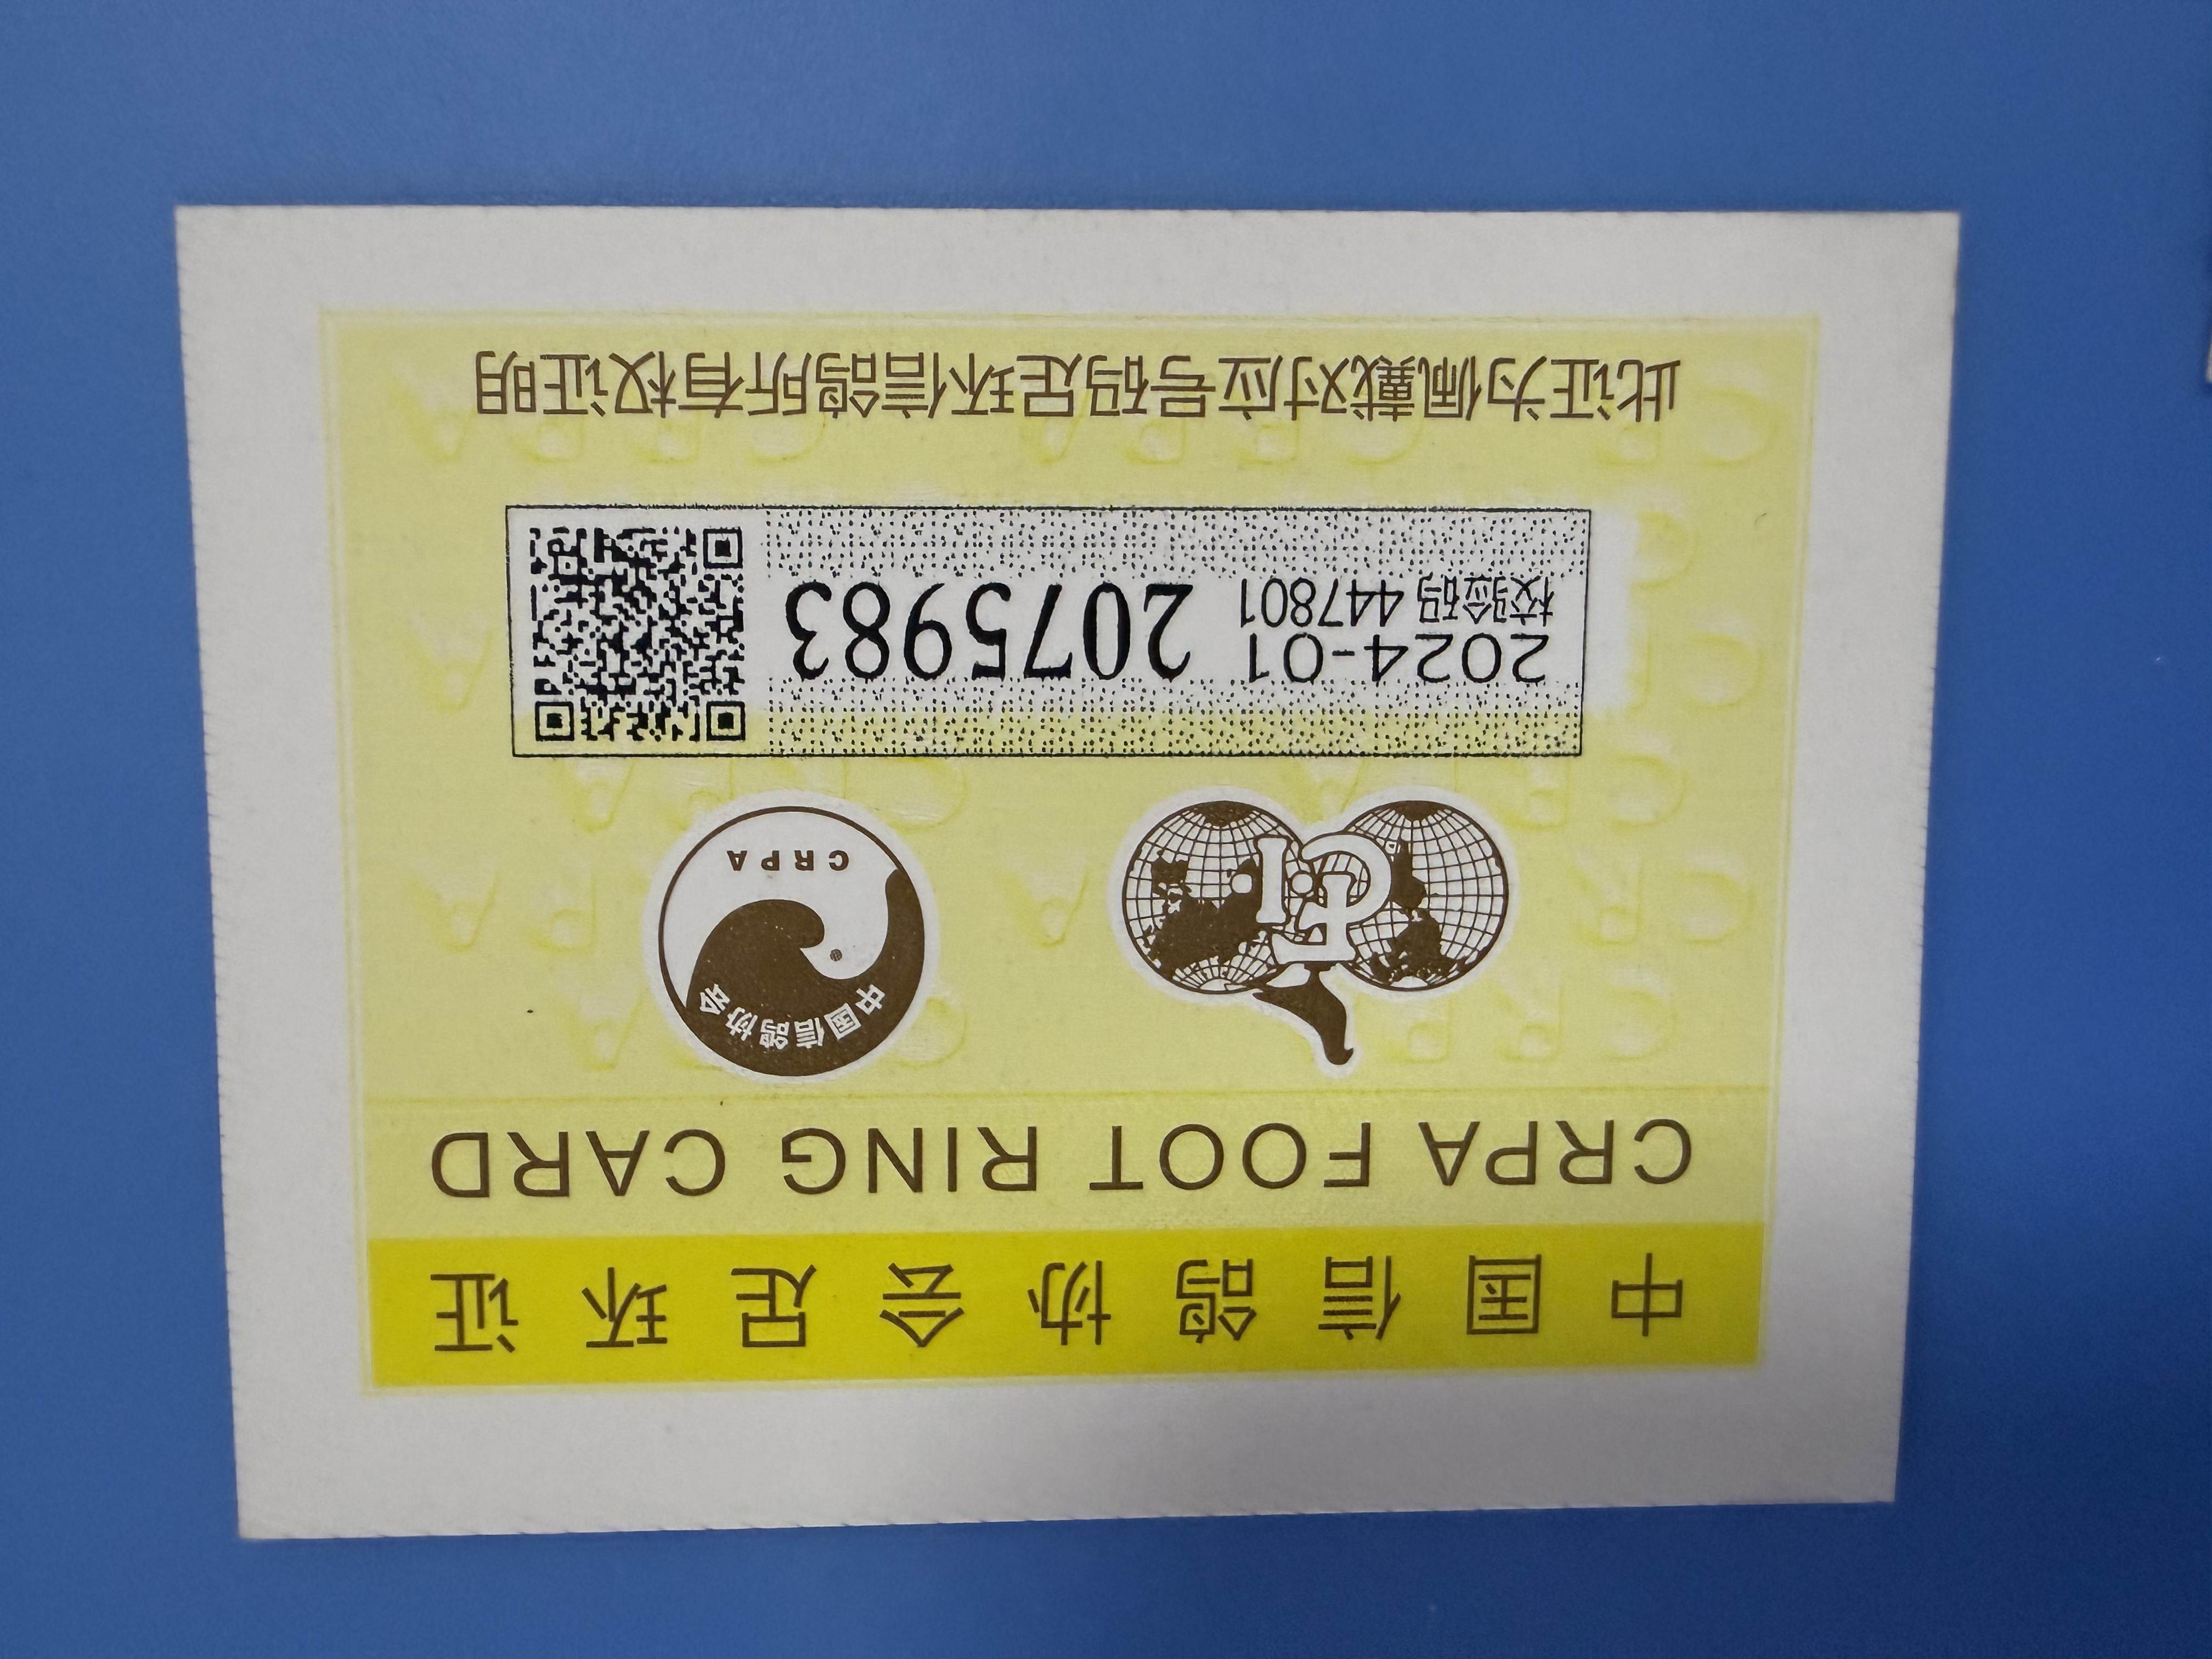 中国信鸽协会足环证
CRPA FOOT RING CARD
FCI
中国信鸽协会
CRPA
2024-01
校验码 447801
2075983
此证为佩戴对应号码足环信鸽所有权证明